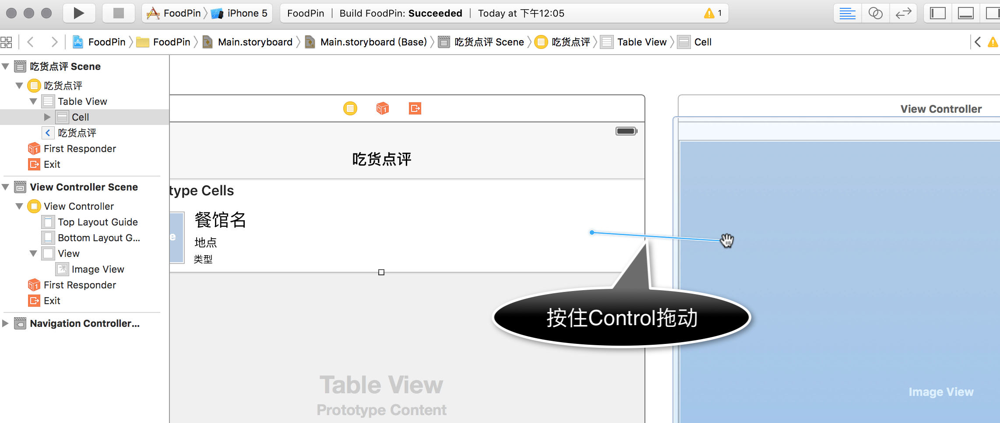 FoodPin
iPhone 5
FoodPin | Build FoodPin: Succeeded | Today at 下午12:05
1
FoodPin
FoodPin
Main.storyboard
Main.storyboard (Base)
吃货点评 Scene
吃货点评
Table View
Cell
吃货点评 Scene
吃货点评
Table View
Cell
吃货点评
First Responder
Exit
View Controller Scene
View Controller
Top Layout Guide
Bottom Layout G...
View
Image View
First Responder
Exit
Navigation Controller...
吃货点评
type Cells
e
餐馆名
地点
类型
Table View
Prototype Content
按住Control拖动
View Controller
Image View